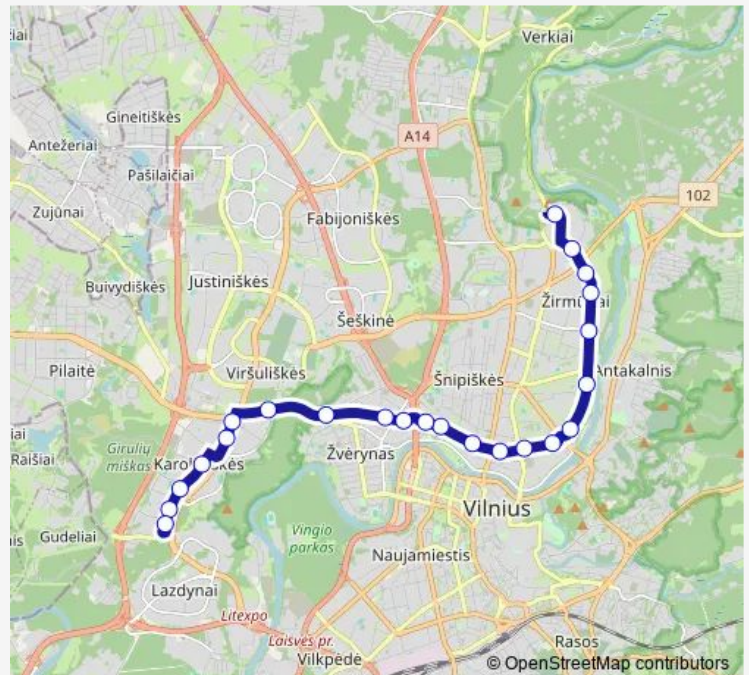 Verkiai
Gineitiškės
A14
Antežeriai
Pašilaičiai
102
Zujūnai
Fabijoniškės
Buivydiškės
Justiniškės
Šeškinė
Pilaitė
Viršuliškės
Šnipiškės
Antakalnis
Girulių
miškas
Raišiai
Žvėrynas
Vilnius
Gudeliai
Vingio
parkas
Naujamiestis
Lazdynai
Litexpo
Laisvės pr.
Vilkpėdė
Rasos
© OpenStreetMap contributors